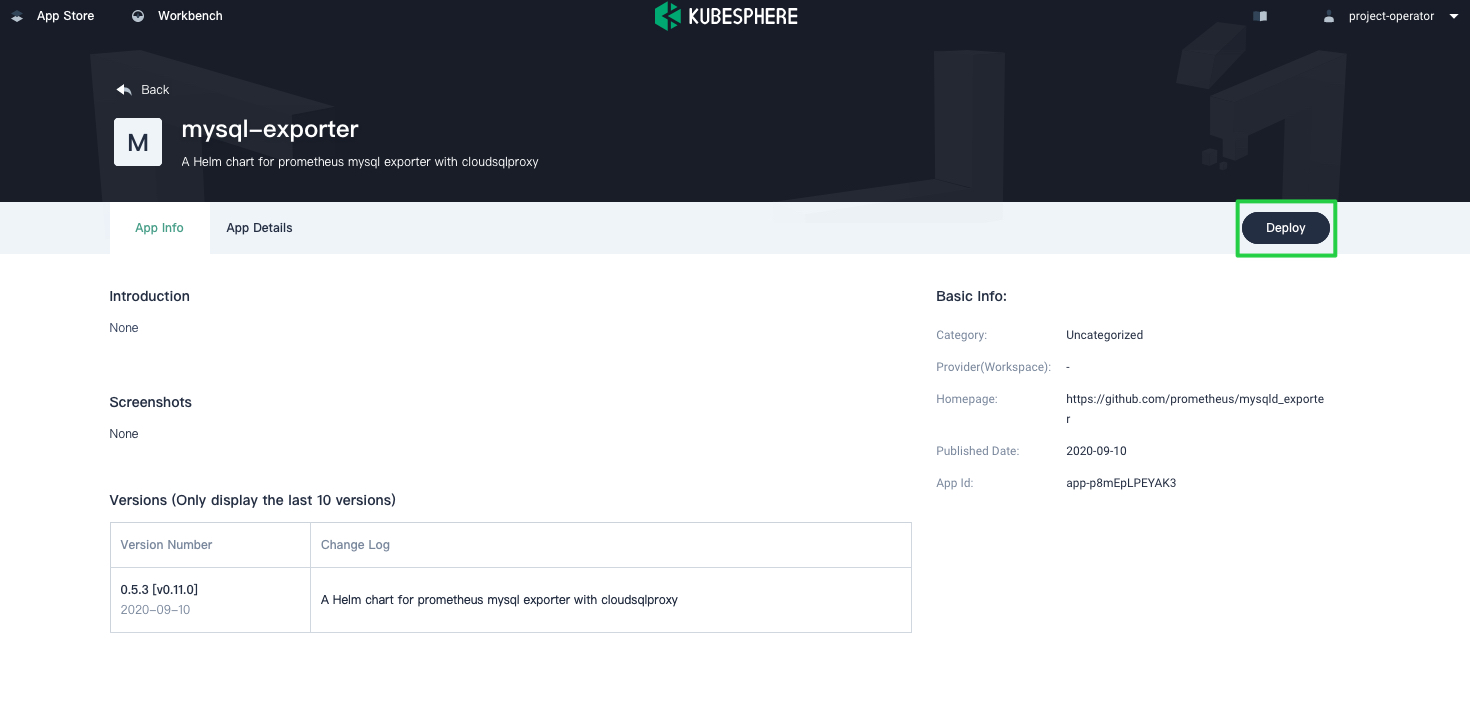 App Store
Workbench
KUBESPHERE
project-operator
Back
M
mysql-exporter
A Helm chart for prometheus mysql exporter with cloudsqlproxy
App Info
App Details
Deploy
Introduction
None
Screenshots
None
Versions (Only display the last 10 versions)
Version Number
Change Log
0.5.3 [v0.11.0]
2020-09-10
A Helm chart for prometheus mysql exporter with cloudsqlproxy
Basic Info:
Category:
Uncategorized
Provider(Workspace):
-
Homepage:
https://github.com/prometheus/mysqld_exporte
r
Published Date:
2020-09-10
App Id:
app-p8mEpLPEYAK3